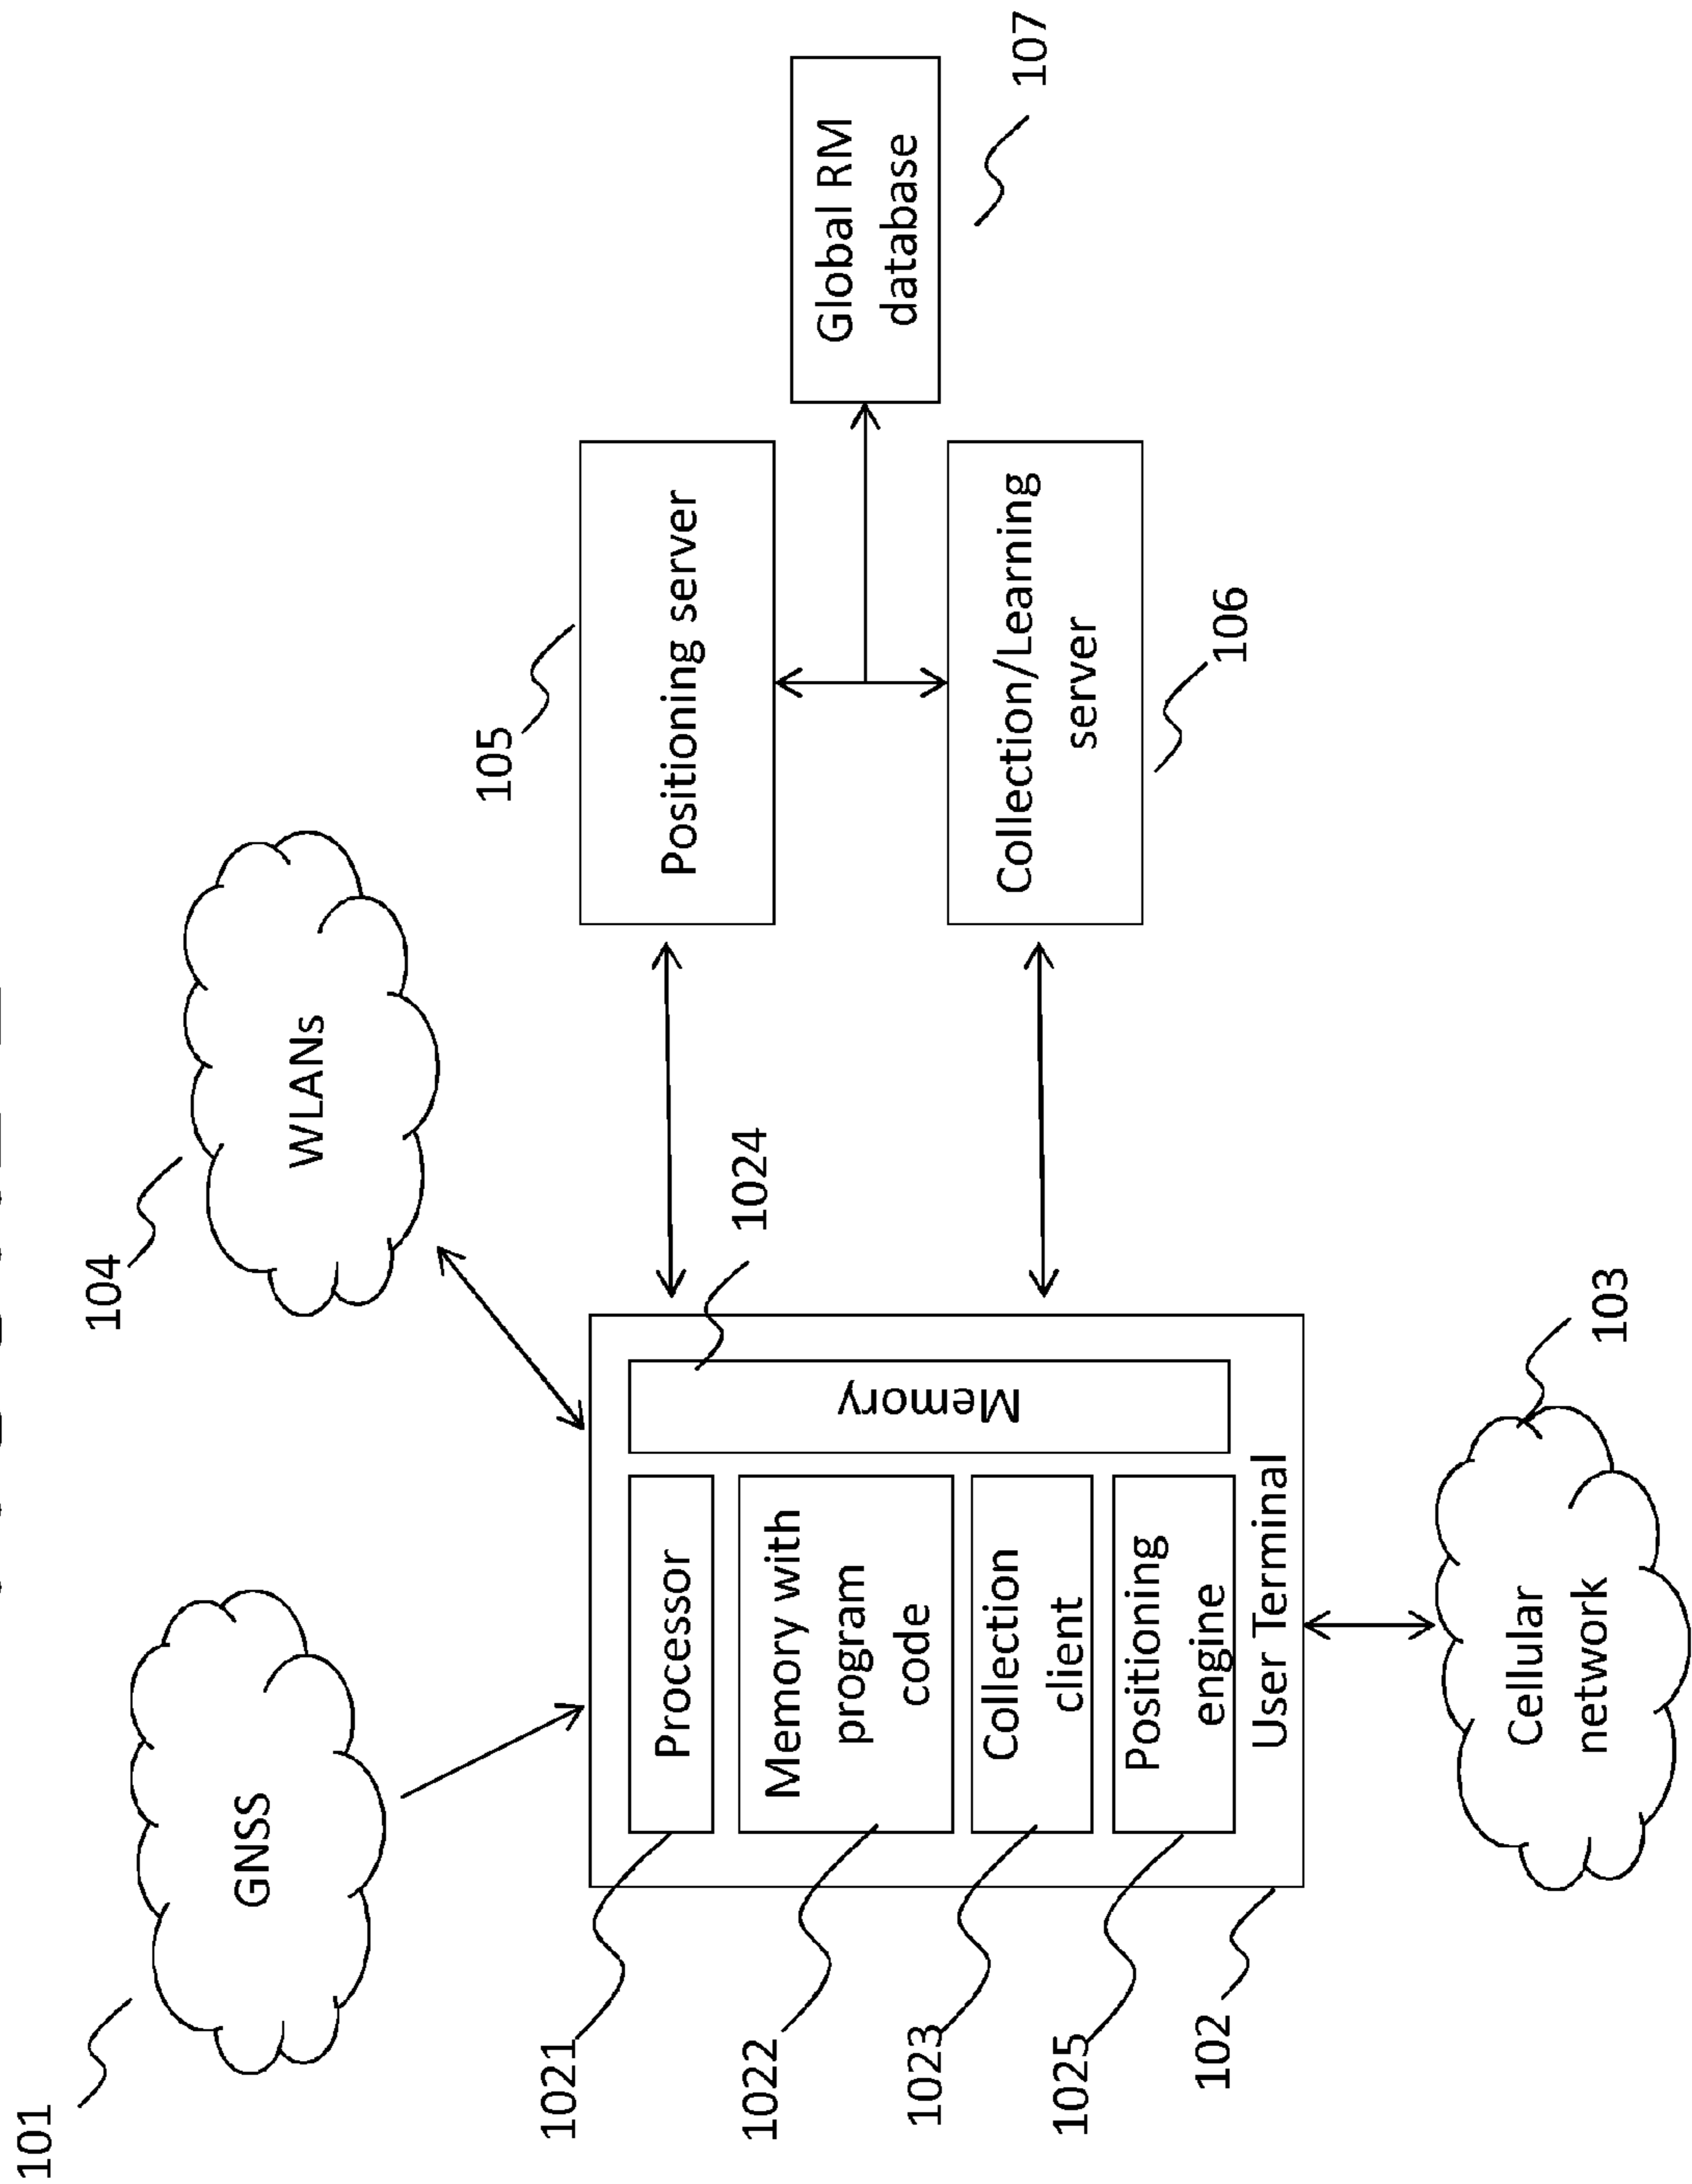 101
GNSS
104
WLANs
105
Positioning server
Global RM
database
107
1021
Processor
1022
Memory with
program
code
1023
Collection
client
1025
Positioning
engine
Memory
1024
User Terminal
102
Collection/Learning
server
106
Cellular
network
103